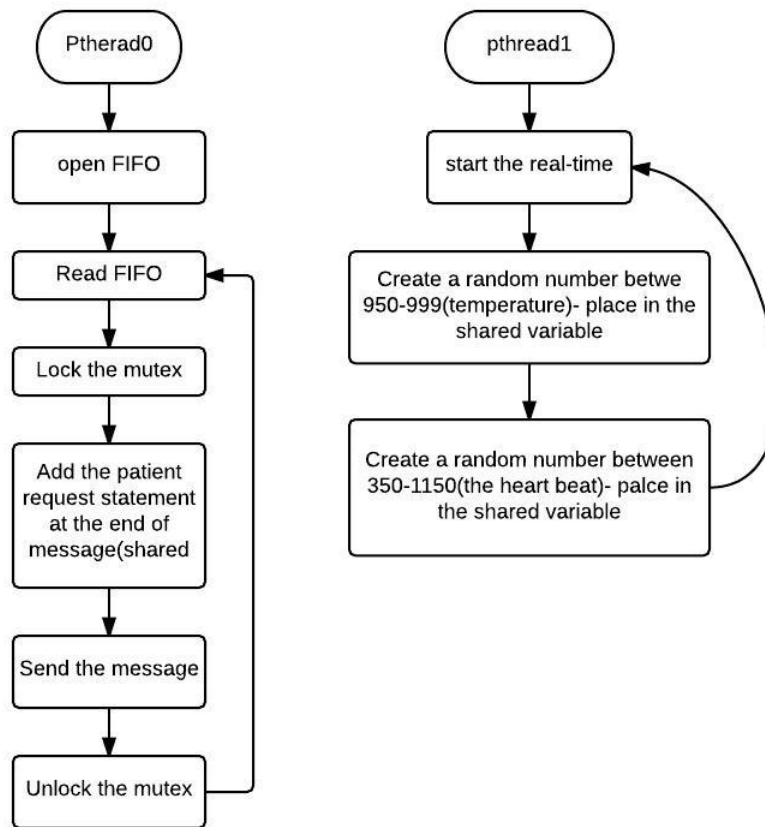 Ptherad0
open FIFO
Read FIFO
Lock the mutex
Add the patient
request statement
at the end of
message(shared
Send the message
Unlock the mutex
pthread1
start the real-time
Create a random number betwe
950-999(temperature)- place in the
shared variable
Create a random number between
350-1150(the heart beat)- palce in
the shared variable